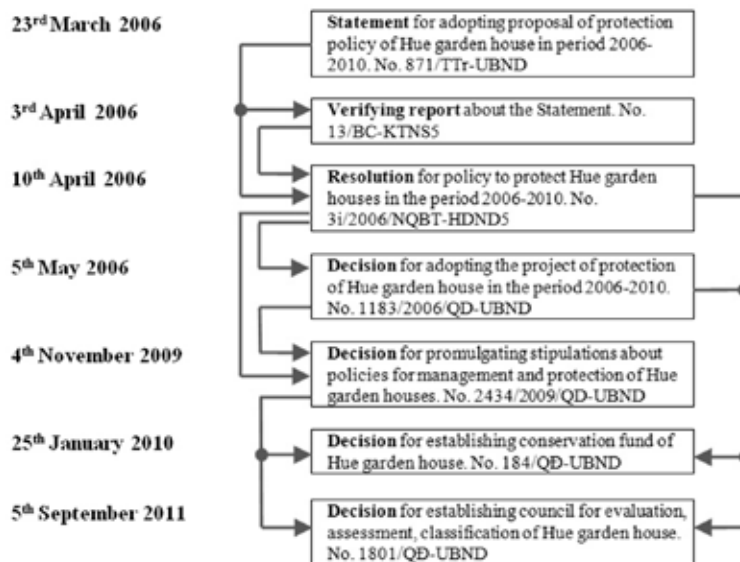 23rd March 2006
Statement for adopting proposal of protection
policy of Hue garden house in period 2006-
2010. No. 871/TTr-UBND
3rd April 2006
Verifying report about the Statement. No.
13/BC-KTNS5
10th April 2006
Resolution for policy to protect Hue garden
houses in the period 2006-2010. No.
3i/2006/NQBT-HDND5
5th May 2006
Decision for adopting the project of protection
of Hue garden house in the period 2006-2010.
No. 1183/2006/QD-UBND
4th November 2009
Decision for promulgating stipulations about
policies for management and protection of Hue
garden houses. No. 2434/2009/QD-UBND
25th January 2010
Decision for establishing conservation fund of
Hue garden house. No. 184/QĐ-UBND
5th September 2011
Decision for establishing council for evaluation,
assessment, classification of Hue garden house.
No. 1801/QĐ-UBND